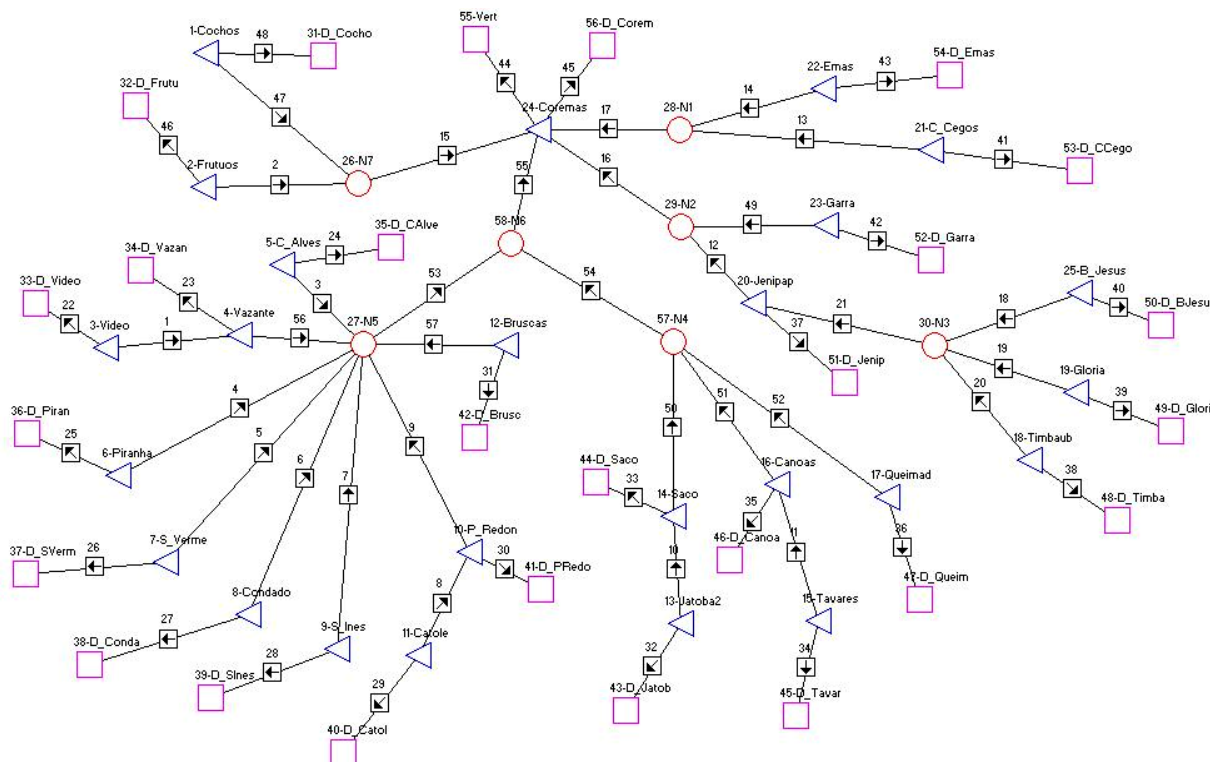 55-Vert
56-D_Corem
1-Cochos
48
31-D_Cocho
54-D_Emas
44
45
22-Emas
43
32-D_Frutu
14
24-Coremas
28-N1
47
17
13
21-C_Cegos
46
15
41
26-N7
53-D_CCego
2-Frutuos
2
16
55
29-N2
23-Garra
49
35-D_CAlve
58-N6
42
24
5-C_Alves
52-D_Garra
34-D_Vazan
12
33-D_Video
53
54
20-Jenipap
25-B_Jesus
3
23
40
22
18
50-D_BJesu
4-Vazante
21
3-Video
1
56
27-N5
57
12-Bruscas
57-N4
37
30-N3
31
51-D_Jenip
19
19-Gloria
4
20
36-D_Piran
39
49-D_Glori
42-D_Brusc
51
52
50
5
9
25
18-Timbaub
6-Piranha
44-D_Saco
16-Canoas
6
38
33
17-Queimad
7
14-Saco
48-D_Tímba
35
10-P_Redon
36
46-D_Canoa
37-D_SVerm
26
7-S_Verme
30
11
10
41-D_PRedo
47-D_Queim
8
8-Condado
15-Tavares
13-Jatoba2
27
9-S_Ines
11-Catole
38-D_Conda
34
32
28
39-D_SInes
29
43-D_Jatob
45-D_Tavar
40-D_Catol